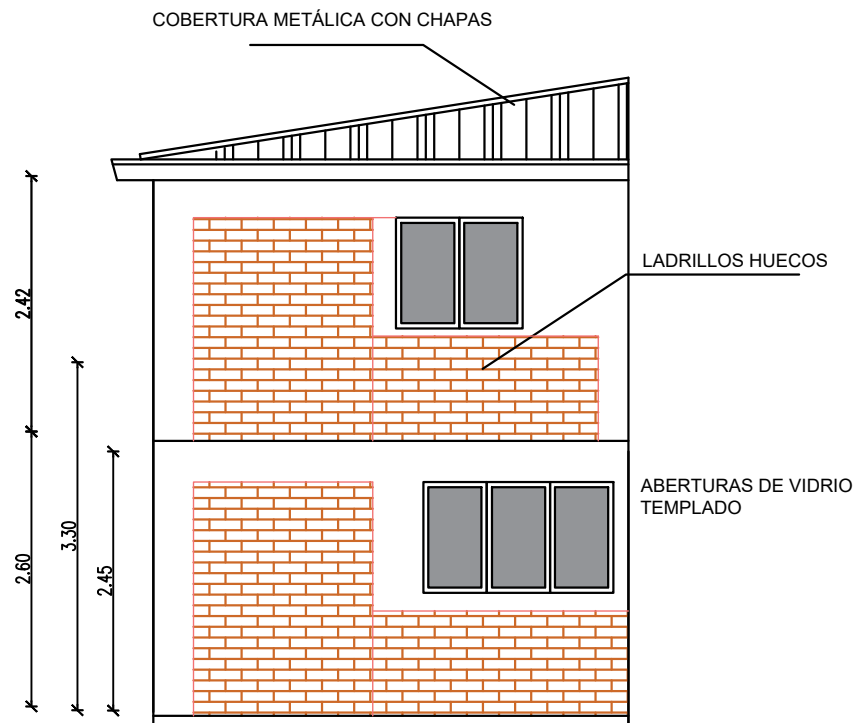 COBERTURA METÁLICA CON CHAPAS
LADRILLOS HUECOS
2.42
ABERTURAS DE VIDRIO
TEMPLADO
3.30
2.60
2.45